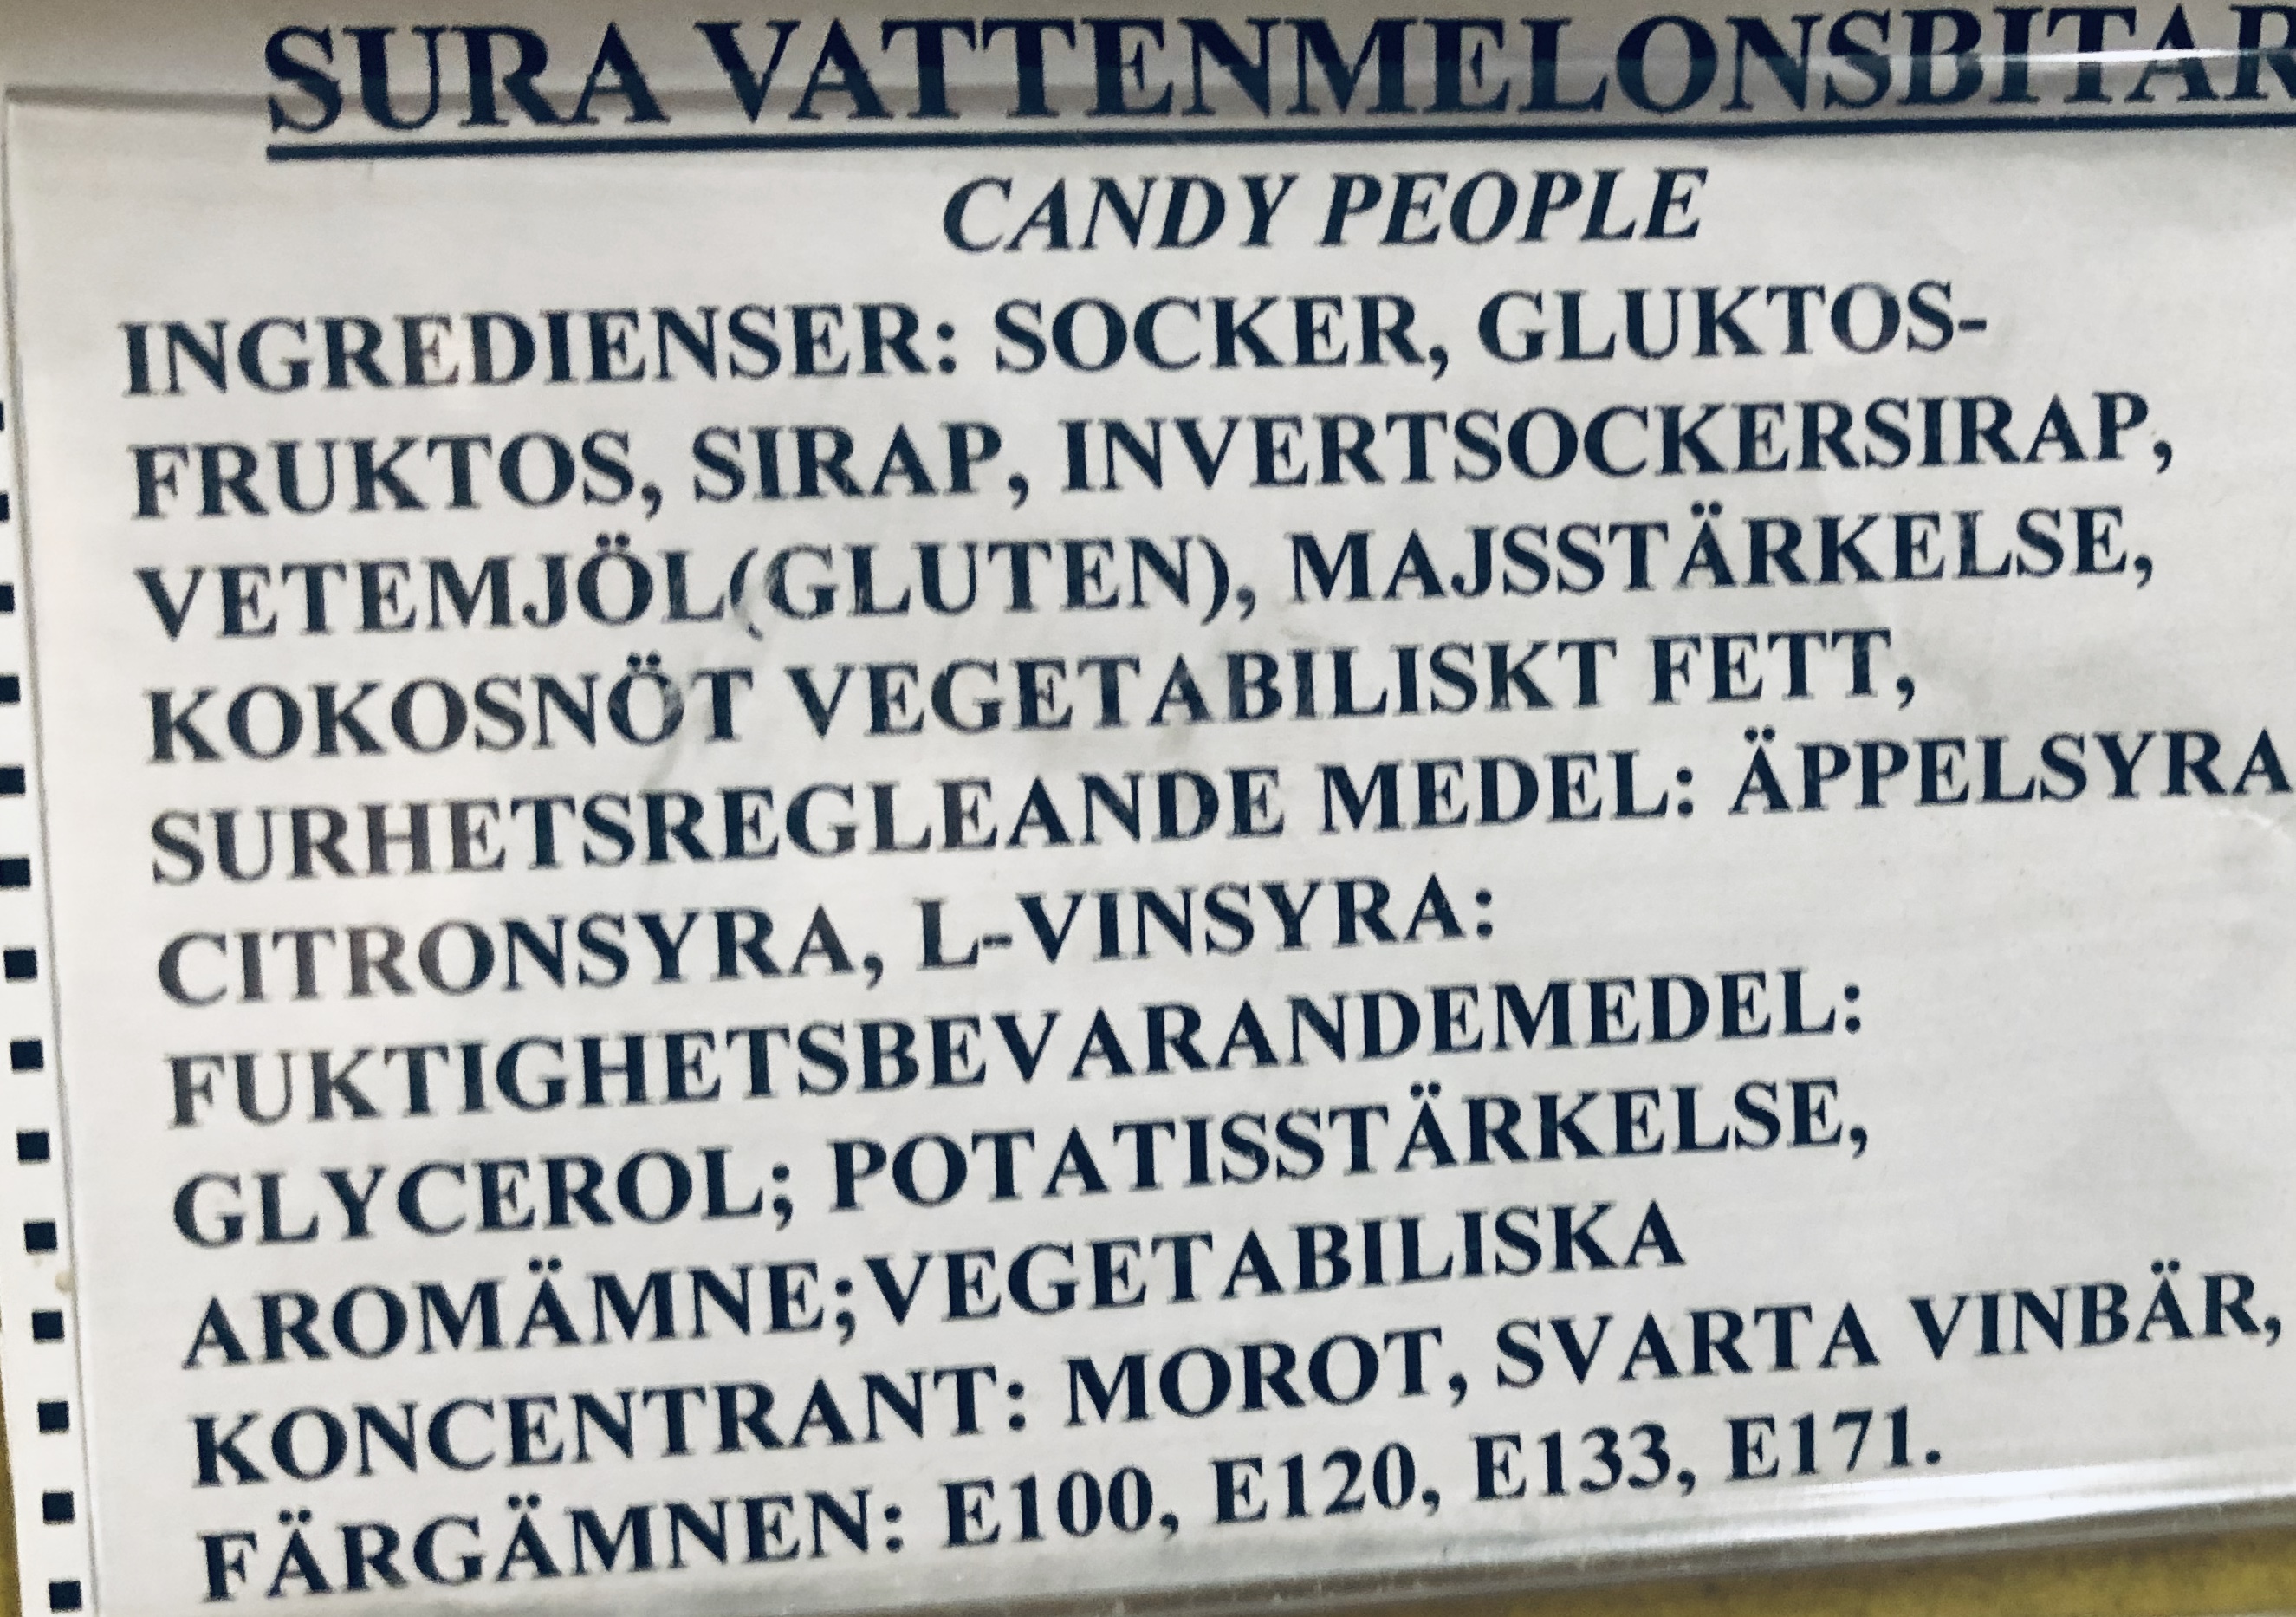 SURA VATTENMELONSBITAR
CANDY PEOPLE
INGREDIENSER: SOCKER, GLUKTOS-
FRUKTOS, SIRAP, INVERTSOCKERSIRAP,
VETEMJÖL(GLUTEN), MAJSSTÄRKELSE,
KOKOSNÖT VEGETABILISKT FETT,
SURHETSREGLEANDE MEDEL: ÄPPELSYRA
CITRONSYRA, L-VINSYRA:
FUKTIGHETSBEVARANDEMEDEL:
GLYCEROL; POTATISSTÄRKELSE,
AROMÄMNE;VEGETABILISKA
KONCENTRANT: MOROT, SVARTA VINBÄR,
FÄRGÄMNEN: E100, E120, E133, E171.